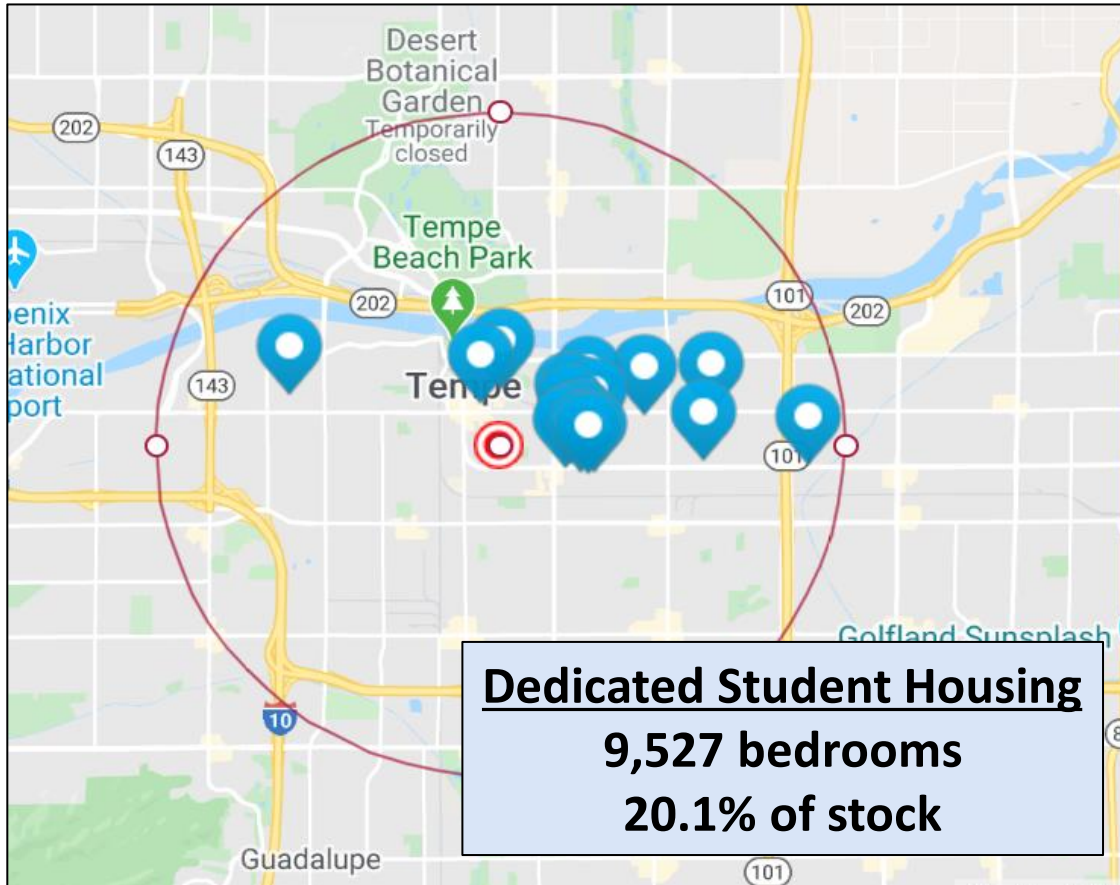 Desert
Botanical
Garden
Temporarily
closed
202
143
Tempe
Beach Park
202
101
202
enix
Harbor
ational
port
143
Tempe
101
Golfland Sunsplash
10
Dedicated Student Housing
9,527 bedrooms
20.1% of stock
Guadalupe
101
8